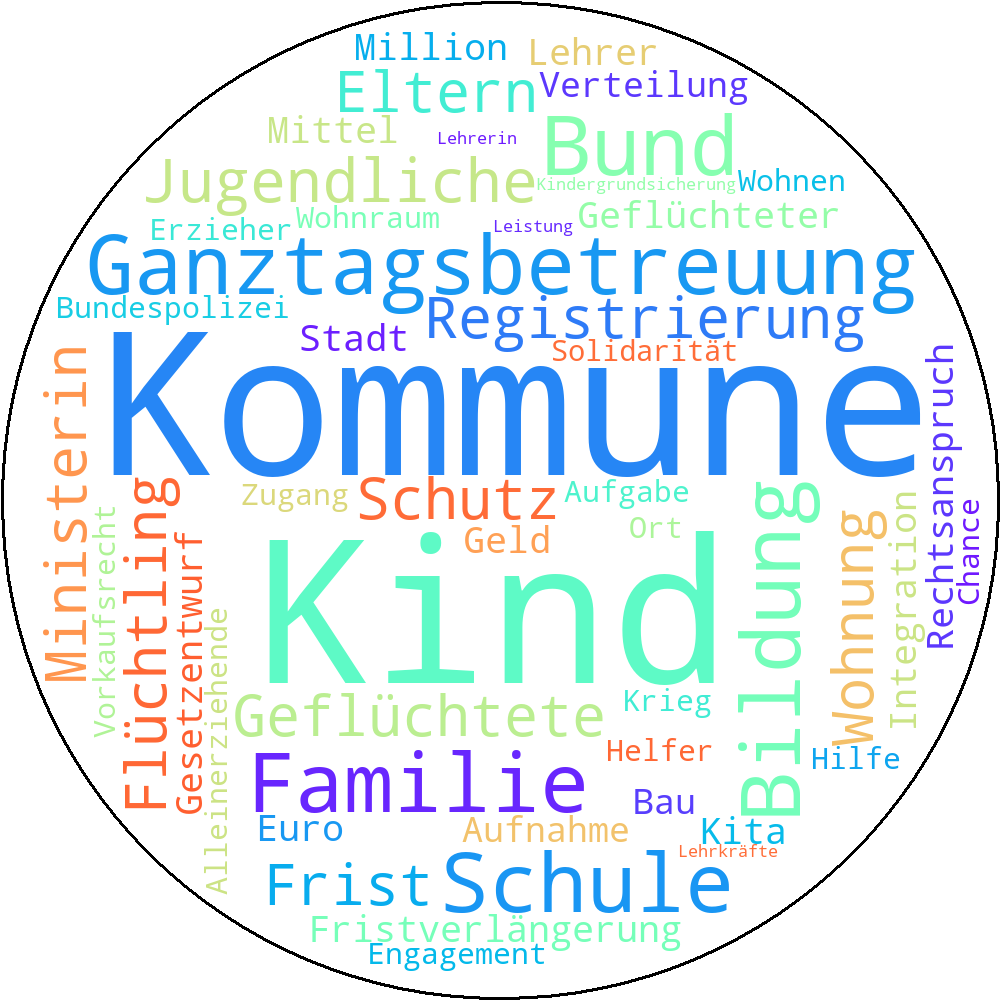 Million
Lehrer
Eltern
Verteilung
Mittel
Lehrerin
Bund
Jugendliche
Kindergrundsicherung
Wohnen
Erzieher
Wohnraum
Leistung
Geflüchteter
Ganztagsbetreuung
Bundespolizei
Registrierung
Stadt
Solidarität
Kommune
Ministerin
Rechtsanspruch
Flüchtling
Zugang
Schutz
Aufgabe
Bildung
Integration
Chance
Vorkaufsrecht
Gesetzentwurf
Geld
Ort
Wohnung
Kind
Alleinerziehende
Geflüchtete
Krieg
Familie
Helfer
Hilfe
Bau
Euro
Aufnahme
Kita
Lehrkräfte
Frist
Schule
Fristverlängerung
Engagement